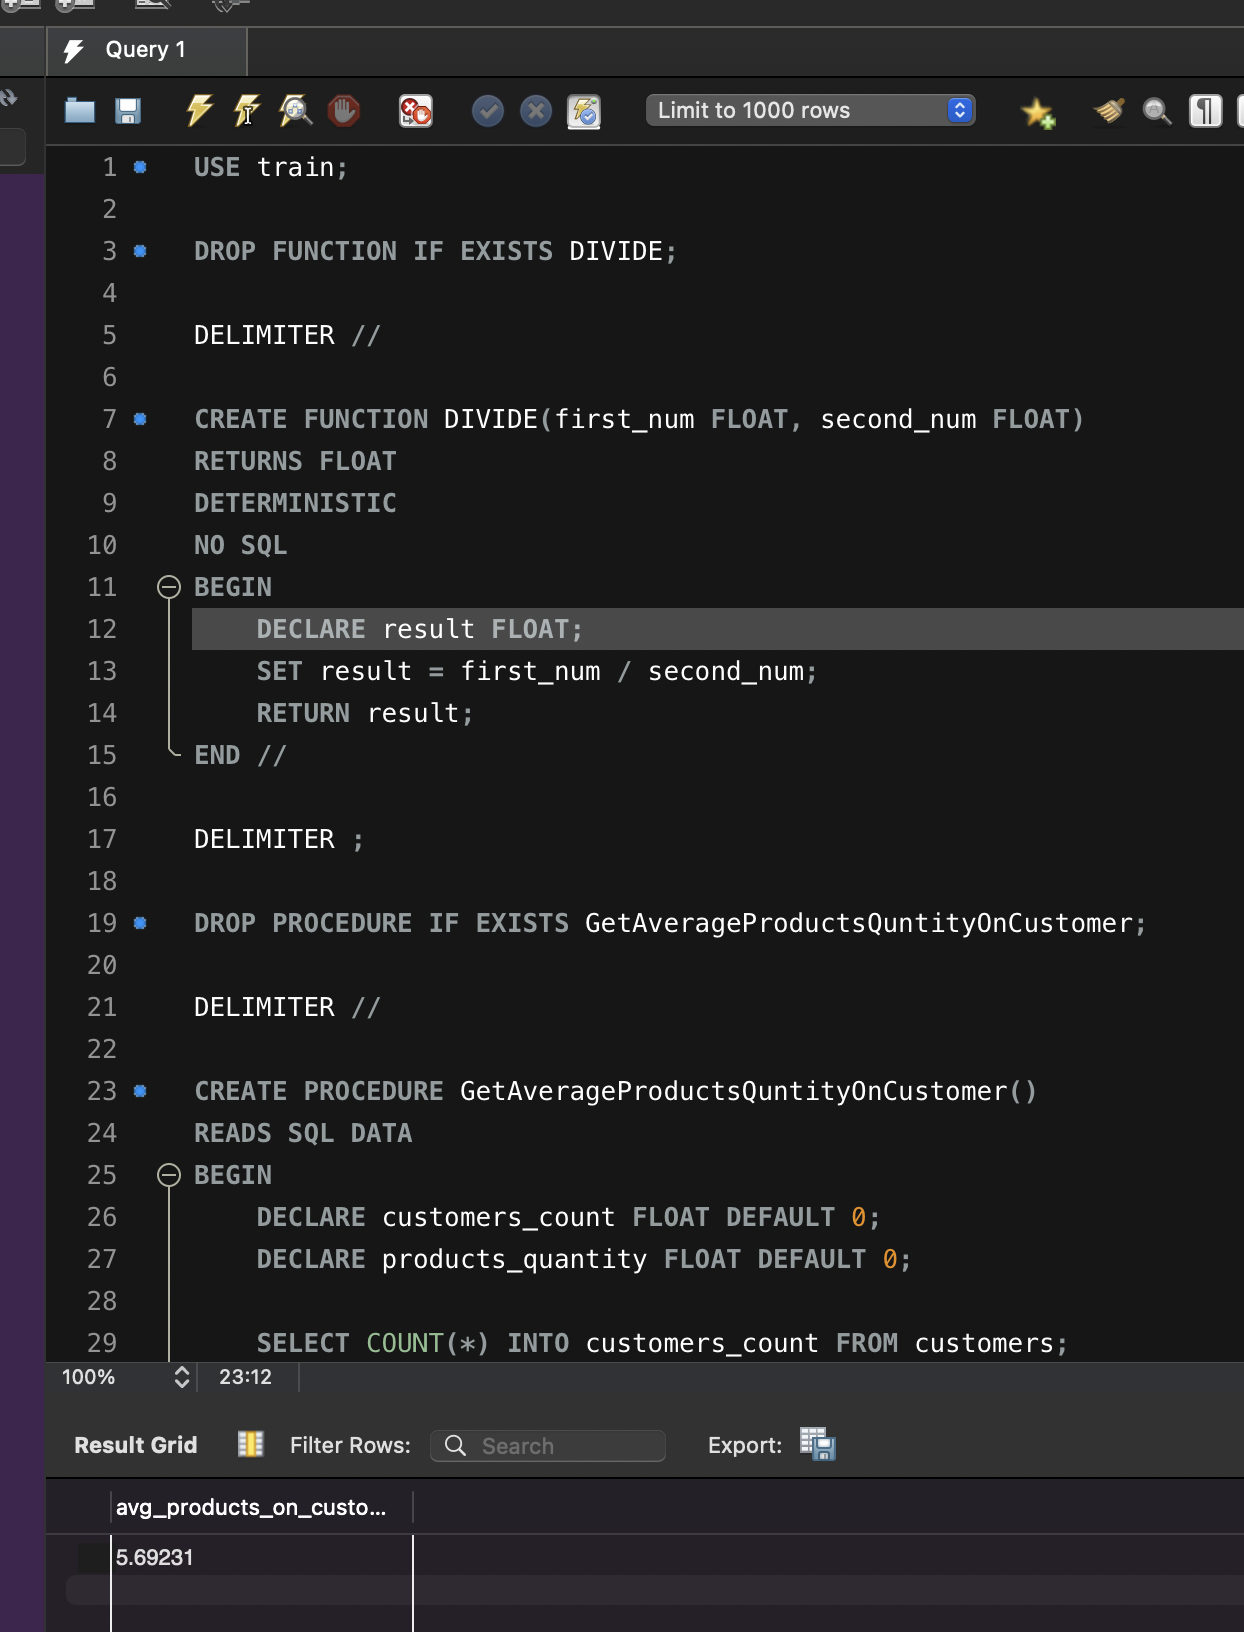 Query 1
Limit to 1000 rows
1 USE train;
2
3 DROP FUNCTION IF EXISTS DIVIDE;
4
5 DELIMITER //
6
7 CREATE FUNCTION DIVIDE(first_num FLOAT, second_num FLOAT)
8 RETURNS FLOAT
9 DETERMINISTIC
10 NO SQL
11 BEGIN
12 DECLARE result FLOAT;
13 SET result = first_num / second_num;
14 RETURN result;
15 END //
16
17 DELIMITER ;
18
19 DROP PROCEDURE IF EXISTS GetAverageProductsQuntityOnCustomer;
20
21 DELIMITER //
22
23 CREATE PROCEDURE GetAverageProductsQuntityOnCustomer()
24 READS SQL DATA
25 BEGIN
26 DECLARE customers_count FLOAT DEFAULT 0;
27 DECLARE products_quantity FLOAT DEFAULT 0;
28
29 SELECT COUNT(*) INTO customers_count FROM customers;
100% 23:12
Result Grid Filter Rows: Search Export:
avg_products_on_custo...
5.69231